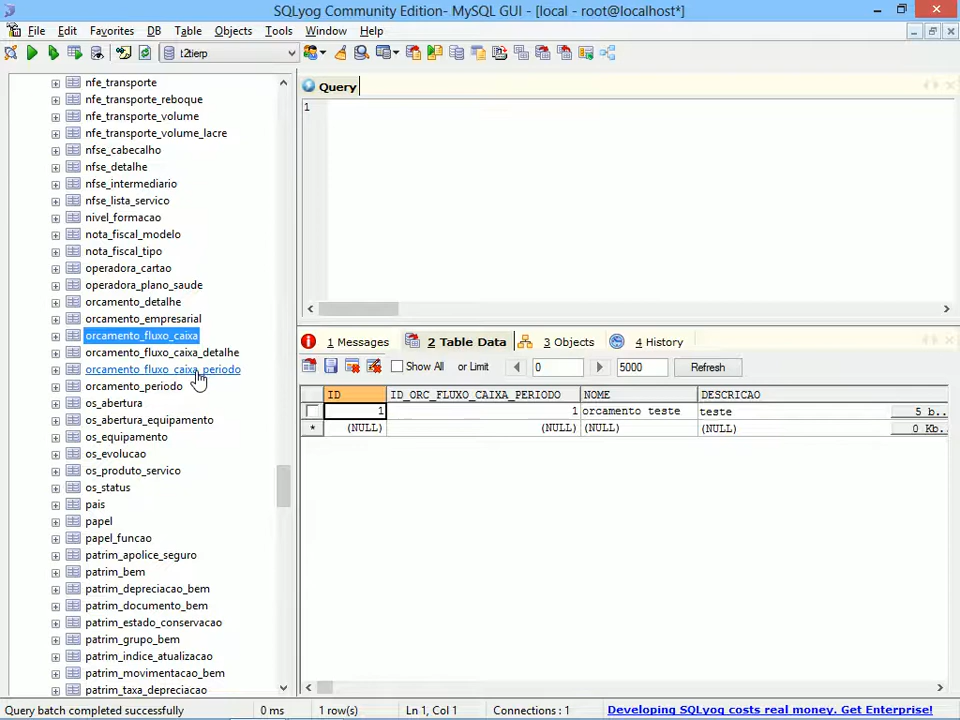 SQLyog Community Edition- MySQL GUI - [local - root@localhost*]
File Edit Favorites DB Table Objects Tools Window Help
t2tierp
nfe_transporte
nfe_transporte_reboque
nfe_transporte_volume
nfe_transporte_volume_lacre
nfse_cabecalho
nfse_detalhe
nfse_intermediario
nfse_lista_servico
nivel_formacao
nota_fiscal_modelo
nota_fiscal_tipo
operadora_cartao
operadora_plano_saude
orcamento_detalhe
orcamento_empresarial
orcamento_fluxo_caixa
orcamento_fluxo_caixa_detalhe
orcamento_fluxo_caixa_periodo
orcamento_periodo
os_abertura
os_abertura_equipamento
os_equipamento
os_evolucao
os_produto_servico
os_status
pais
papel
papel_funcao
patrim_apolice_seguro
patrim_bem
patrim_depreciacao_bem
patrim_documento_bem
patrim_estado_conservacao
patrim_grupo_bem
patrim_indice_atualizacao
patrim_movimentacao_bem
patrim_taxa_depreciacao
Query
1
1 Messages 2 Table Data 3 Objects 4 History
Show All or Limit 0 5000 Refresh
ID ID_ORC_FLUXO_CAIXA_PERIODO NOME DESCRICAO
1 1 orcamento teste teste 5 b..
* (NULL) (NULL) (NULL) (NULL) 0 Kb..
Query batch completed successfully 0 ms 1 row(s) Ln 1, Col 1 Connections : 1 Developing SQLyog costs real money. Get Enterprise!